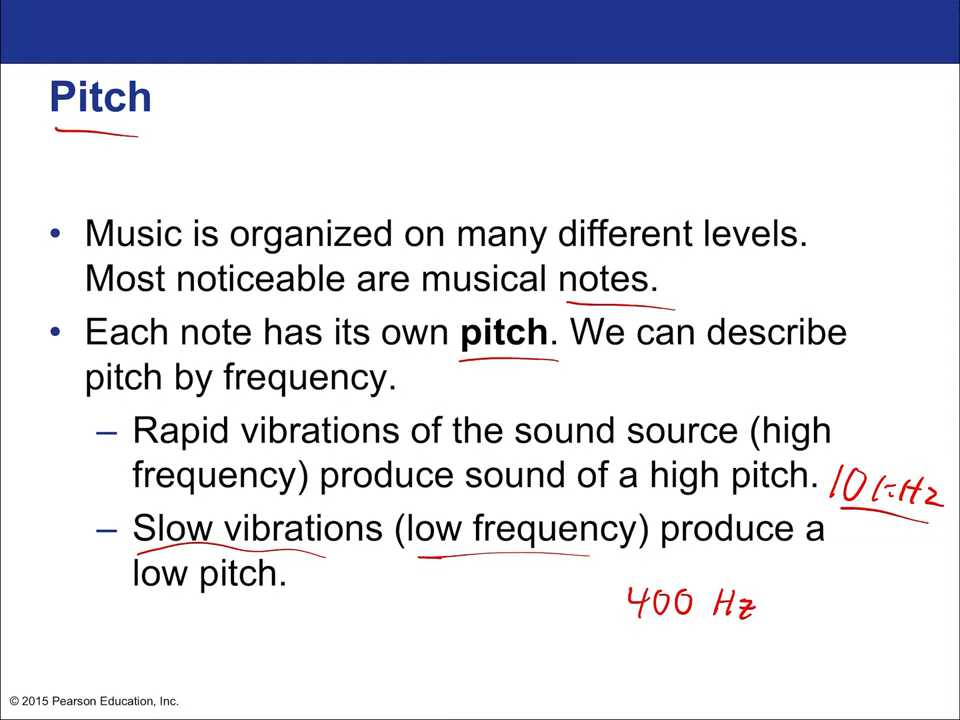 Pitch
• Music is organized on many different levels.
Most noticeable are musical notes.
• Each note has its own pitch. We can describe
pitch by frequency.
– Rapid vibrations of the sound source (high
frequency) produce sound of a high pitch.
10 kHz
– Slow vibrations (low frequency) produce a
low pitch.
400 Hz
© 2015 Pearson Education, Inc.